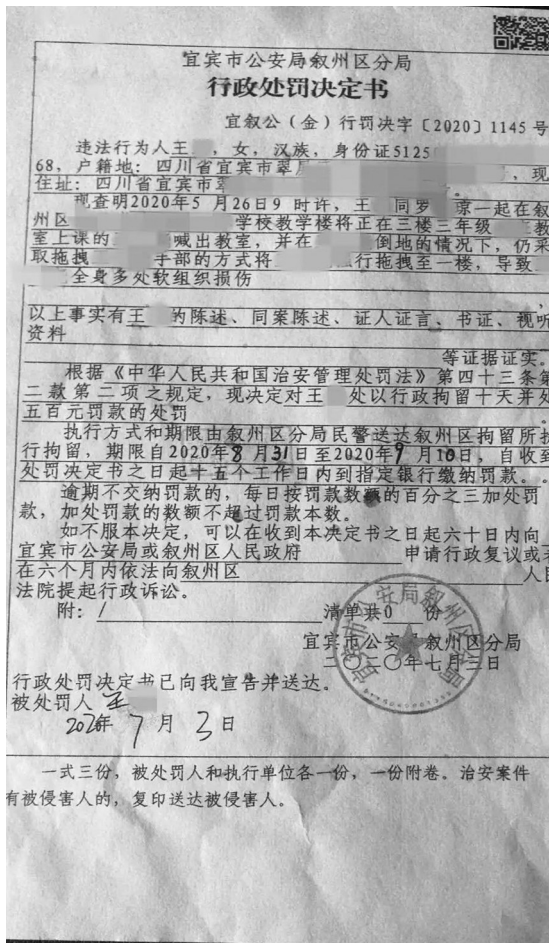 宜宾市公安局叙州区分局
行政处罚决定书
宜叙公（金）行罚决字〔2020〕1145号
违法行为人王，女，汉族，身份证5125
68，户籍地：四川省宜宾市翠，现
住址：四川省宜宾市翠
现查明2020年5月26日9时许，王同罗原一起在叙
州区学校教学楼将正在三楼三年级教
室上课的喊出教室，并在倒地的情况下，仍采
取拖拽手部的方式将行拖拽至一楼，导致
全身多处软组织损伤
以上事实有王的陈述、同案陈述、证人证言、书证、视听
资料
等证据证实。
根据《中华人民共和国治安管理处罚法》第四十三条第
二款第二项之规定，现决定对王处以行政拘留十天并处
五百元罚款的处罚
执行方式和期限由叙州区分局民警送达叙州区拘留所执
行拘留，期限自2020年8月31日至2020年9月10日，自收到
处罚决定书之日起十五个工作日内到指定银行缴纳罚款。。
逾期不交纳罚款的，每日按罚款数额的百分之三加处罚
款，加处罚款的数额不超过罚款本数。
如不服本决定，可以在收到本决定书之日起六十日内向
宜宾市公安局或叙州区人民政府申请行政复议或者
在六个月内依法向叙州区人民
法院提起行政诉讼。
附：/清单共0份
宜宾市公安局叙州区分局
二〇二〇年七月三日
宜宾市公安局叙州区分局
行政处罚决定书已向我宣告并送达。
被处罚人 王
2020年7月3日
一式三份，被处罚人和执行单位各一份，一份附卷。治安案件
有被侵害人的，复印送达被侵害人。